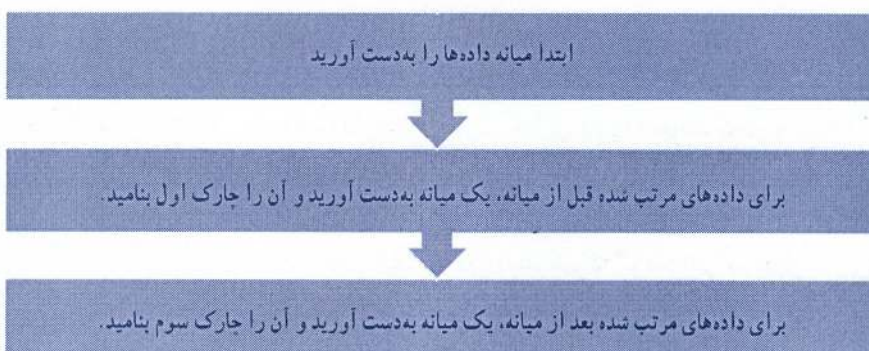 ابتدا میانه داده‌ها را به‌دست آورید
برای داده‌های مرتب شده قبل از میانه، یک میانه به‌دست آورید و آن را چارک اول بنامید.
برای داده‌های مرتب شده بعد از میانه، یک میانه به‌دست آورید و آن را چارک سوم بنامید.